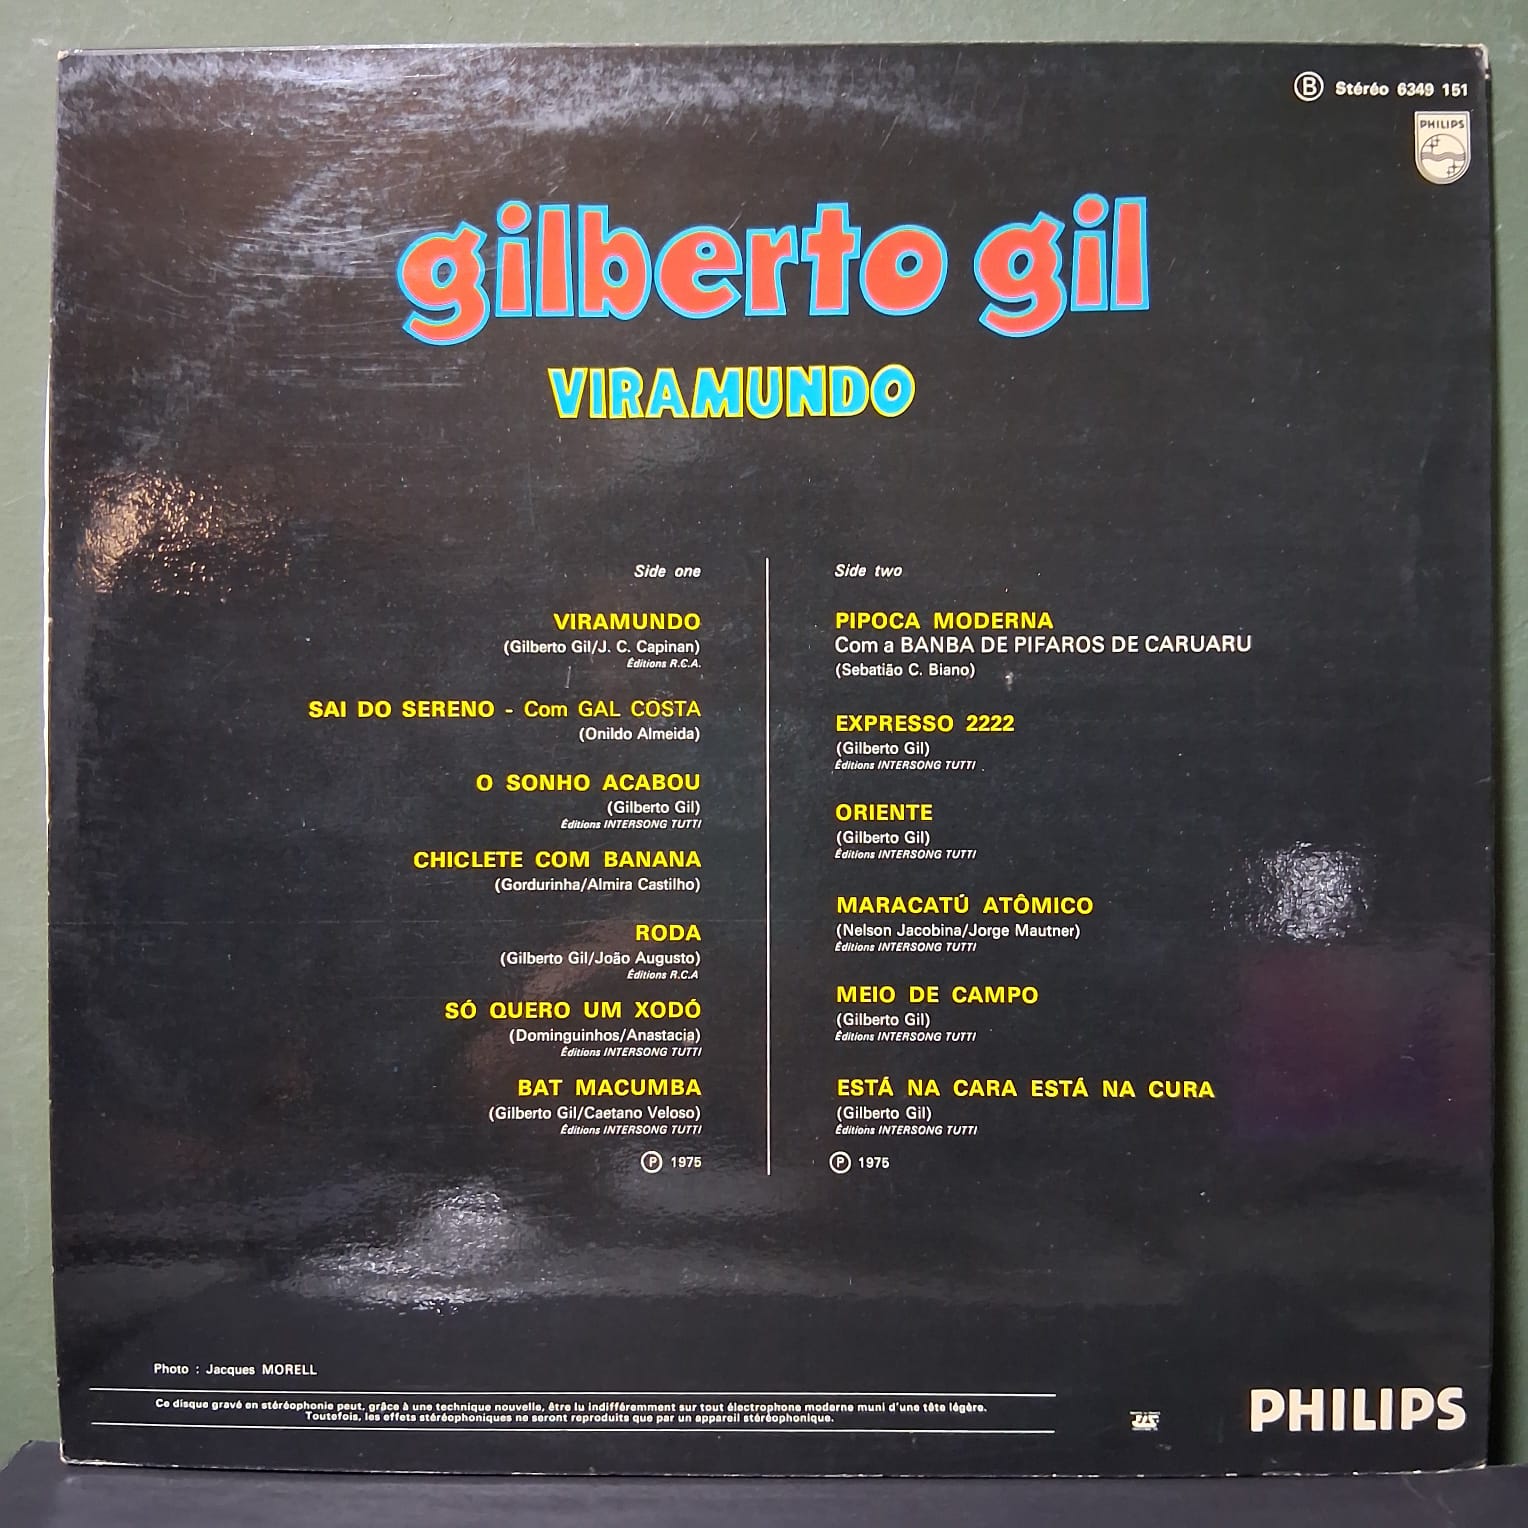 B Stéréo 6349 151
PHILIPS
gilberto gil
VIRAMUNDO
Side one
VIRAMUNDO
(Gilberto Gil/J. C. Capinan)
Éditions R.C.A.
SAI DO SERENO - Com GAL COSTA
(Onildo Almeida)
O SONHO ACABOU
(Gilberto Gil)
Éditions INTERSONG TUTTI
CHICLETE COM BANANA
(Gordurinha/Almira Castilho)
RODA
(Gilberto Gil/João Augusto)
Éditions R.C.A
SÓ QUERO UM XODÓ
(Dominguinhos/Anastacia)
Éditions INTERSONG TUTTI
BAT MACUMBA
(Gilberto Gil/Caetano Veloso)
Éditions INTERSONG TUTTI
℗ 1975
Side two
PIPOCA MODERNA
Com a BANBA DE PIFAROS DE CARUARU
(Sebatião C. Biano)
EXPRESSO 2222
(Gilberto Gil)
Éditions INTERSONG TUTTI
ORIENTE
(Gilberto Gil)
Éditions INTERSONG TUTTI
MARACATÚ ATÔMICO
(Nelson Jacobina/Jorge Mautner)
Éditions INTERSONG TUTTI
MEIO DE CAMPO
(Gilberto Gil)
Éditions INTERSONG TUTTI
ESTÁ NA CARA ESTÁ NA CURA
(Gilberto Gil)
Éditions INTERSONG TUTTI
℗ 1975
Photo : Jacques MORELL
Ce disque gravé en stéréophonie peut, grâce à une technique nouvelle, être lu indifféremment sur tout électrophone moderne muni d'une tête légère.
Toutefois, les effets stéréophoniques ne seront reproduits que par un appareil stéréophonique.
PHILIPS